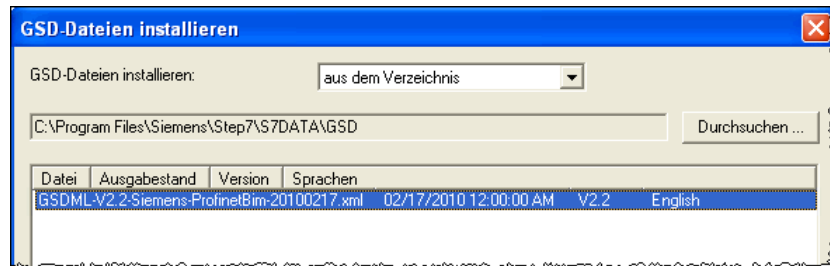 GSD-Dateien installieren
GSD-Dateien installieren: aus dem Verzeichnis
C:\Program Files\Siemens\Step7\S7DATA\GSD Durchsuchen ...
Datei Ausgabestand Version Sprachen
GSDML-V2.2-Siemens-ProfinetBim-20100217.xml 02/17/2010 12:00:00 AM V2.2 English